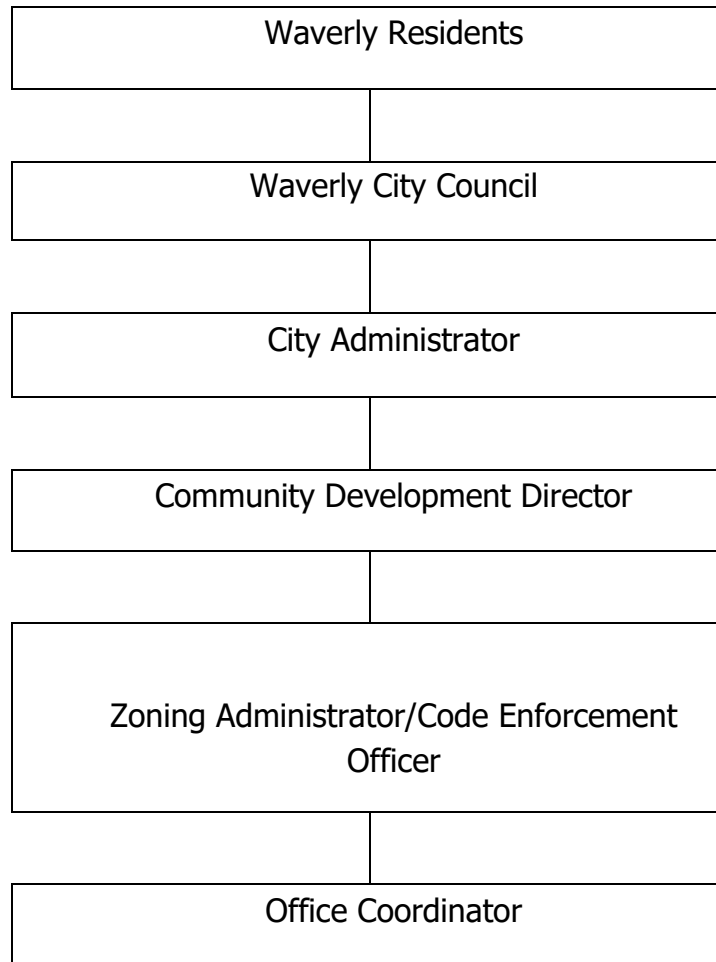 Waverly Residents
Waverly City Council
City Administrator
Community Development Director
Zoning Administrator/Code Enforcement
Officer
Office Coordinator